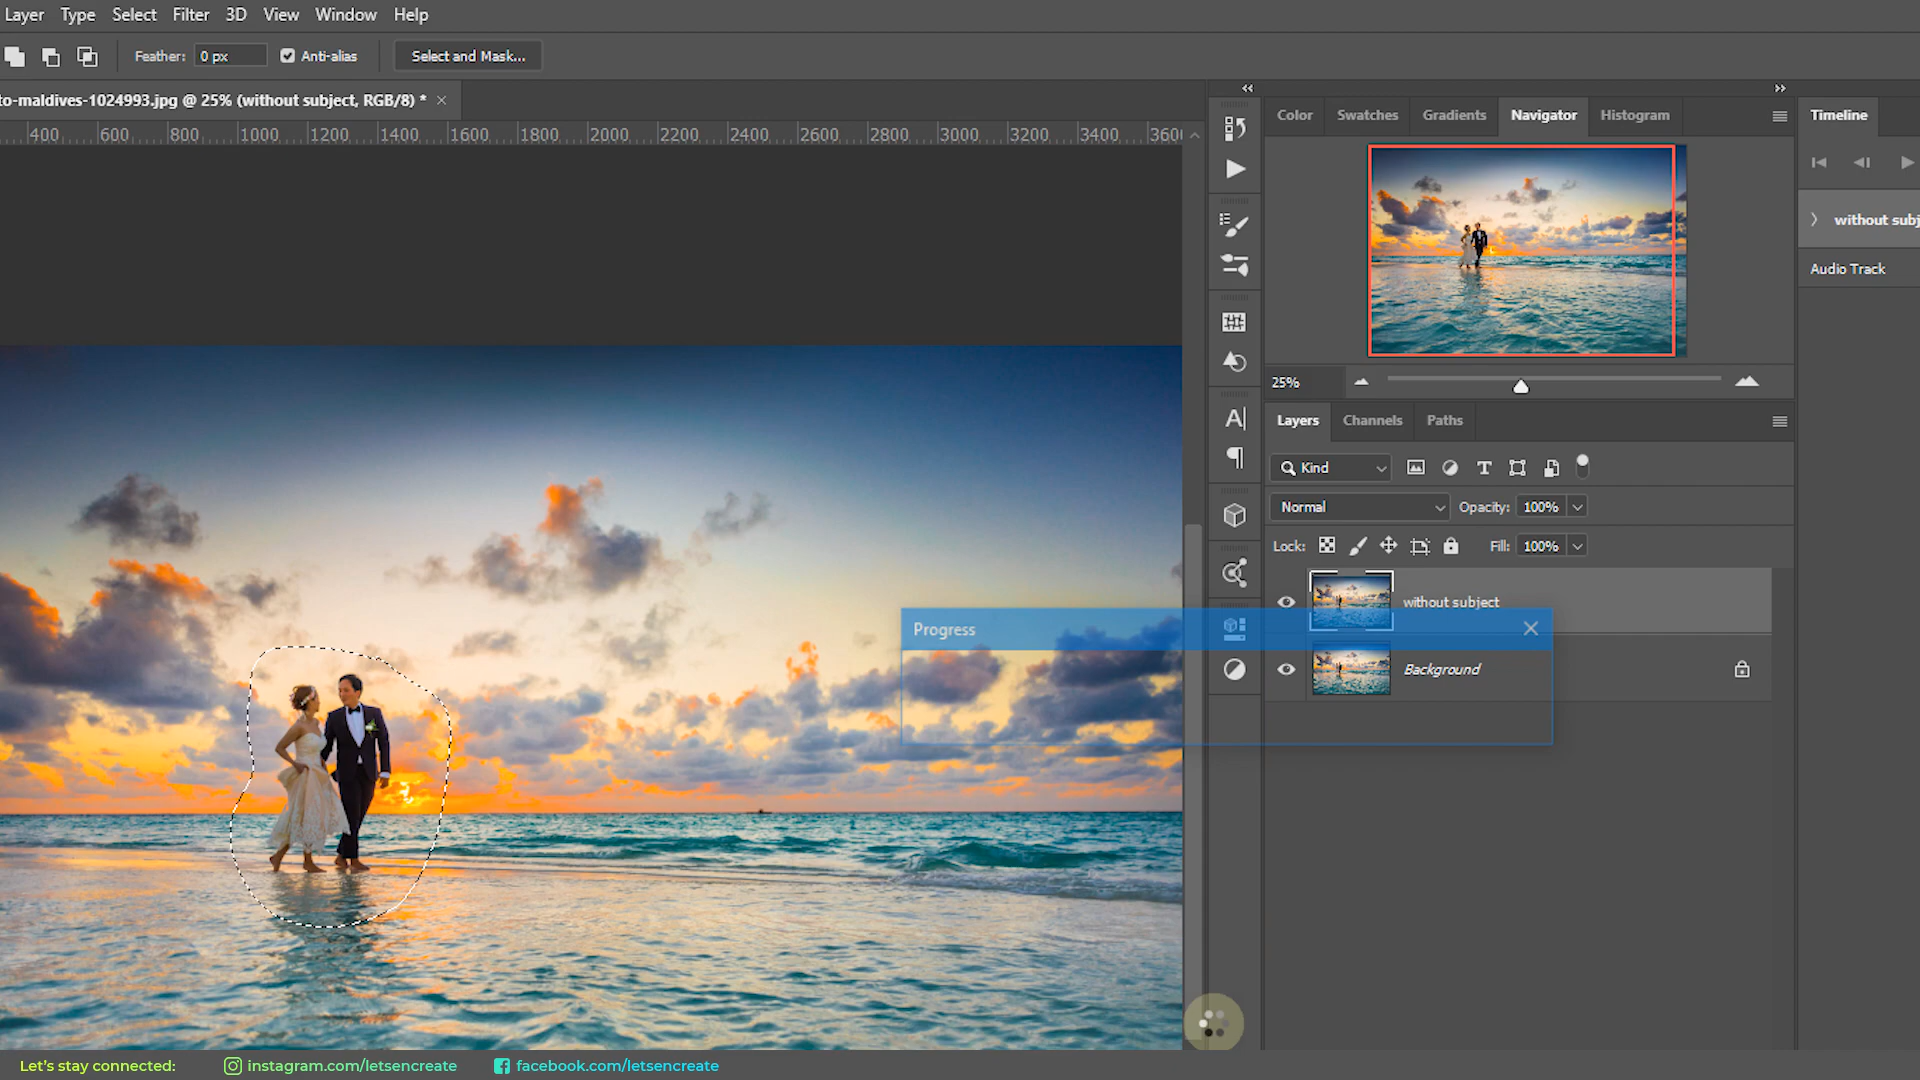 Layer Type Select Filter 3D View Window Help
Feather: 0 px Anti-alias Select and Mask...
to-maldives-1024993.jpg @ 25% (without subject, RGB/8) * ×
400 600 800 1000 1200 1400 1600 1800 2000 2200 2400 2600 2800 3000 3200 3400 3600
Color Swatches Gradients Navigator Histogram
Timeline
without subj
Audio Track
25%
Layers Channels Paths
Kind
Normal Opacity: 100%
Lock: Fill: 100%
without subject
Progress
Background
Let's stay connected: instagram.com/letsencreate facebook.com/letsencreate